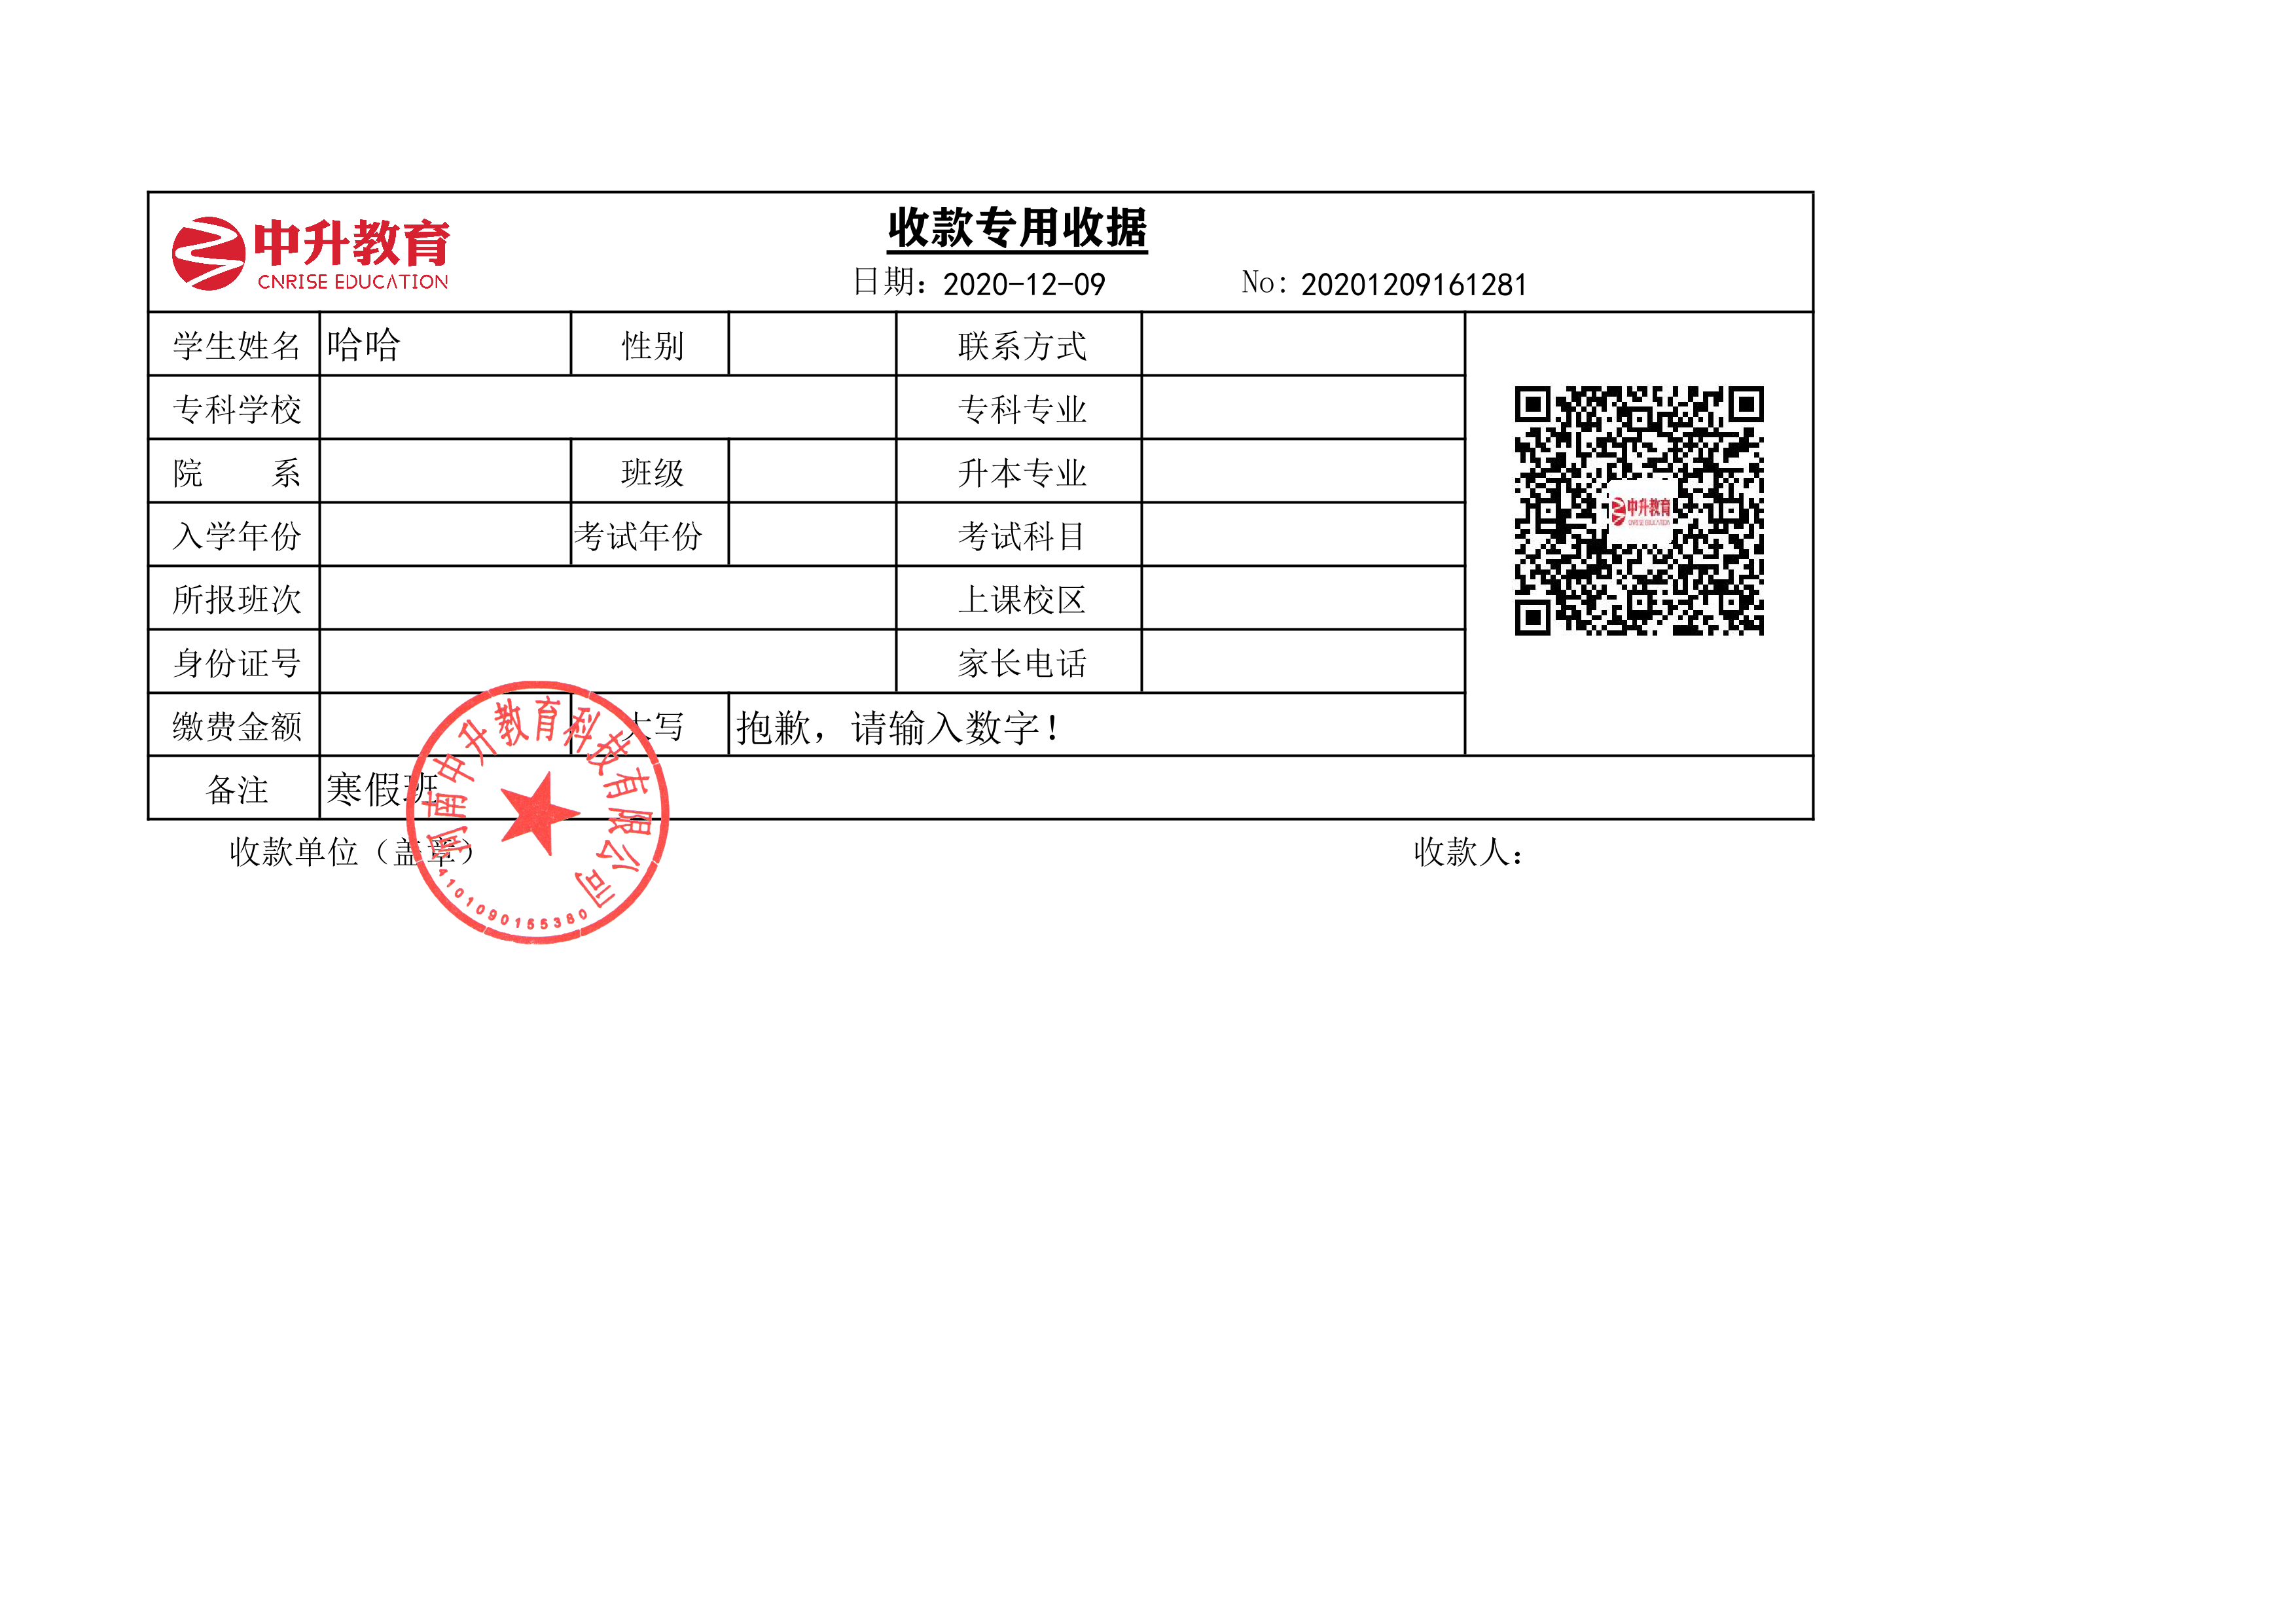 中升教育
CNRISE EDUCATION
收款专用收据
日期：2020-12-09 No：20201209161281
学生姓名 哈哈 性别 联系方式
专科学校 专科专业
院 系 班级 升本专业
入学年份 考试年份 考试科目
中升教育
CNRISE EDUCATION
所报班次 上课校区
身份证号 家长电话
缴费金额 大写 抱歉，请输入数字！
备注 寒假班
收款单位（盖章） 收款人：
河南中升教育科技有限公司
4101090155380